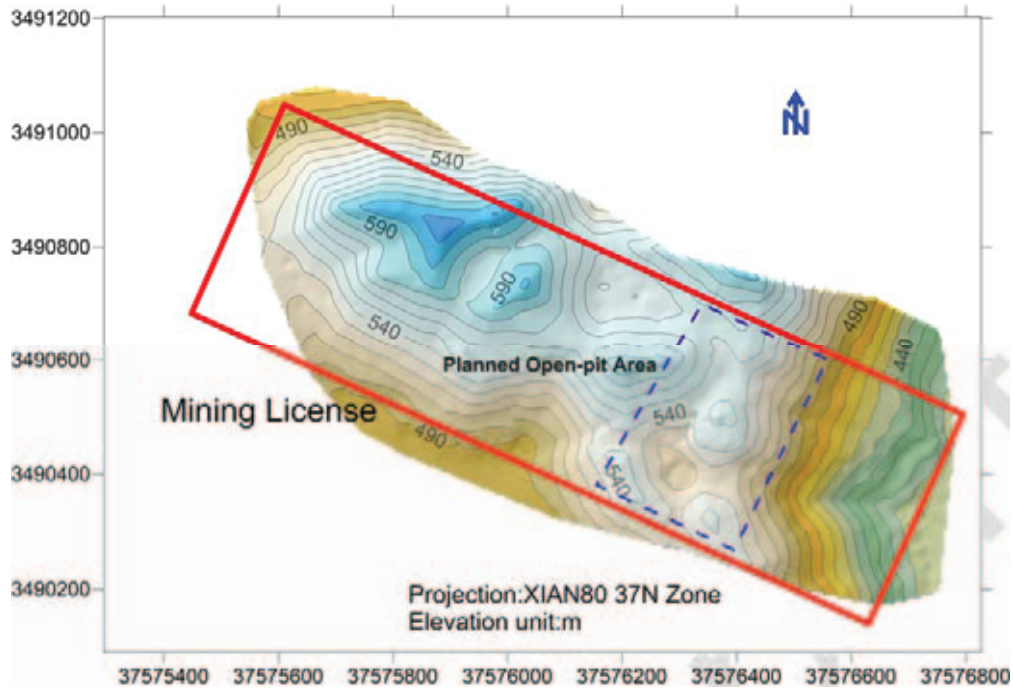 3491200
3491000
490
540
590
3490800
590
490
540
440
3490600
Planned Open-pit Area
Mining License
540
490
3490400
540
3490200
Projection:XIAN80 37N Zone
Elevation unit:m
37575400 37575600 37575800 37576000 37576200 37576400 37576600 37576800
N